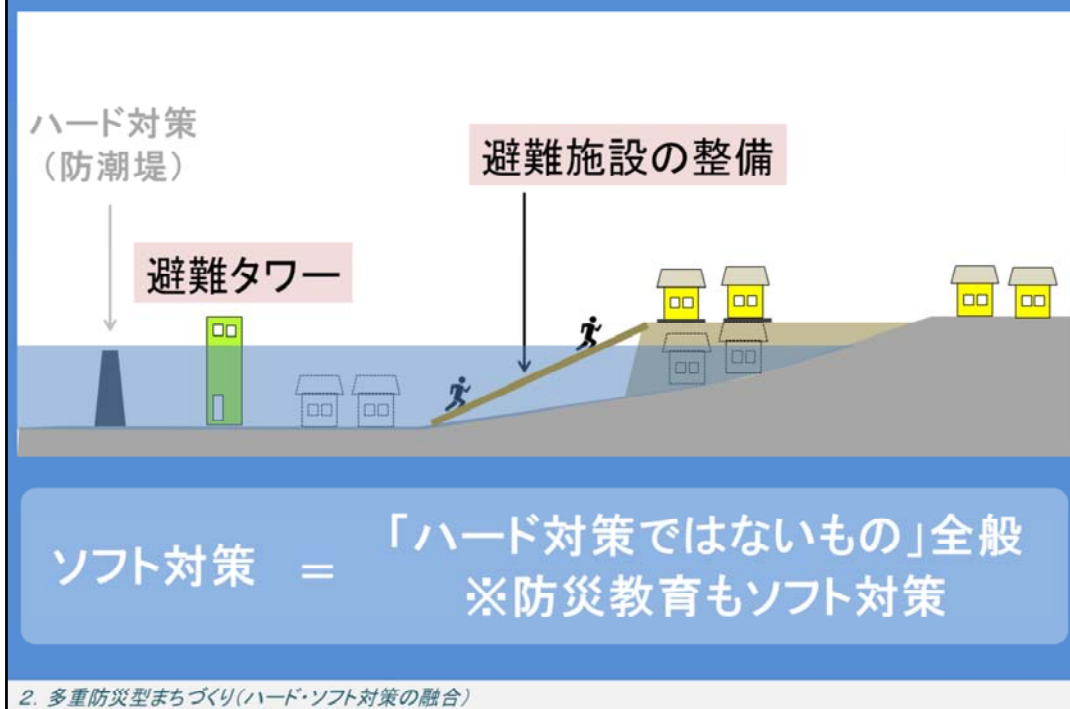 ハード対策
（防潮堤）
避難施設の整備
避難タワー
ソフト対策 ＝ 「ハード対策ではないもの」全般
※防災教育もソフト対策
2. 多重防災型まちづくり(ハード・ソフト対策の融合)